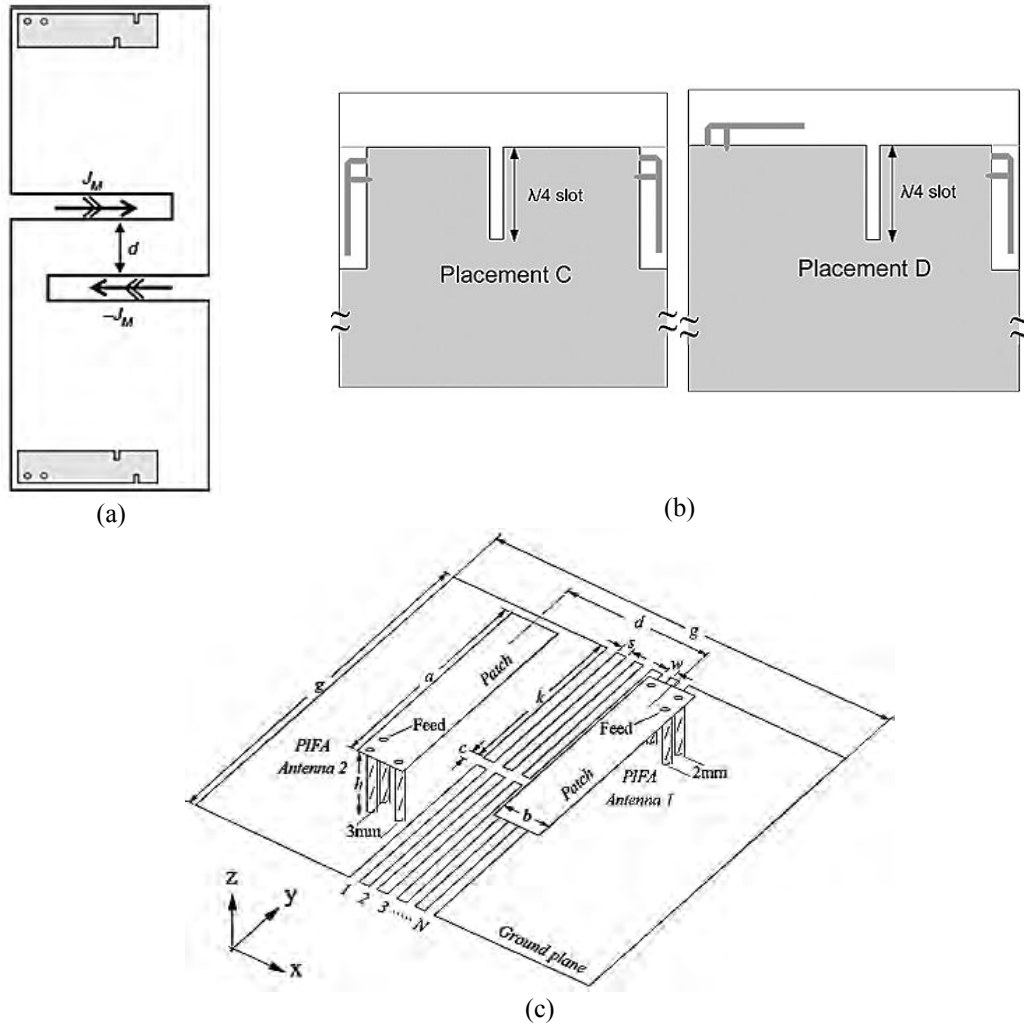 J_M
d
–J_M
(a)
λ/4 slot
Placement C
λ/4 slot
Placement D
(b)
g
d
g
s
w
a
Patch
k
Feed
Feed
c
PIFA
Antenna 2
h
3mm
2mm
PIFA
Antenna 1
Patch
b
1 2 3 ...... N
z
y
x
Ground plane
(c)